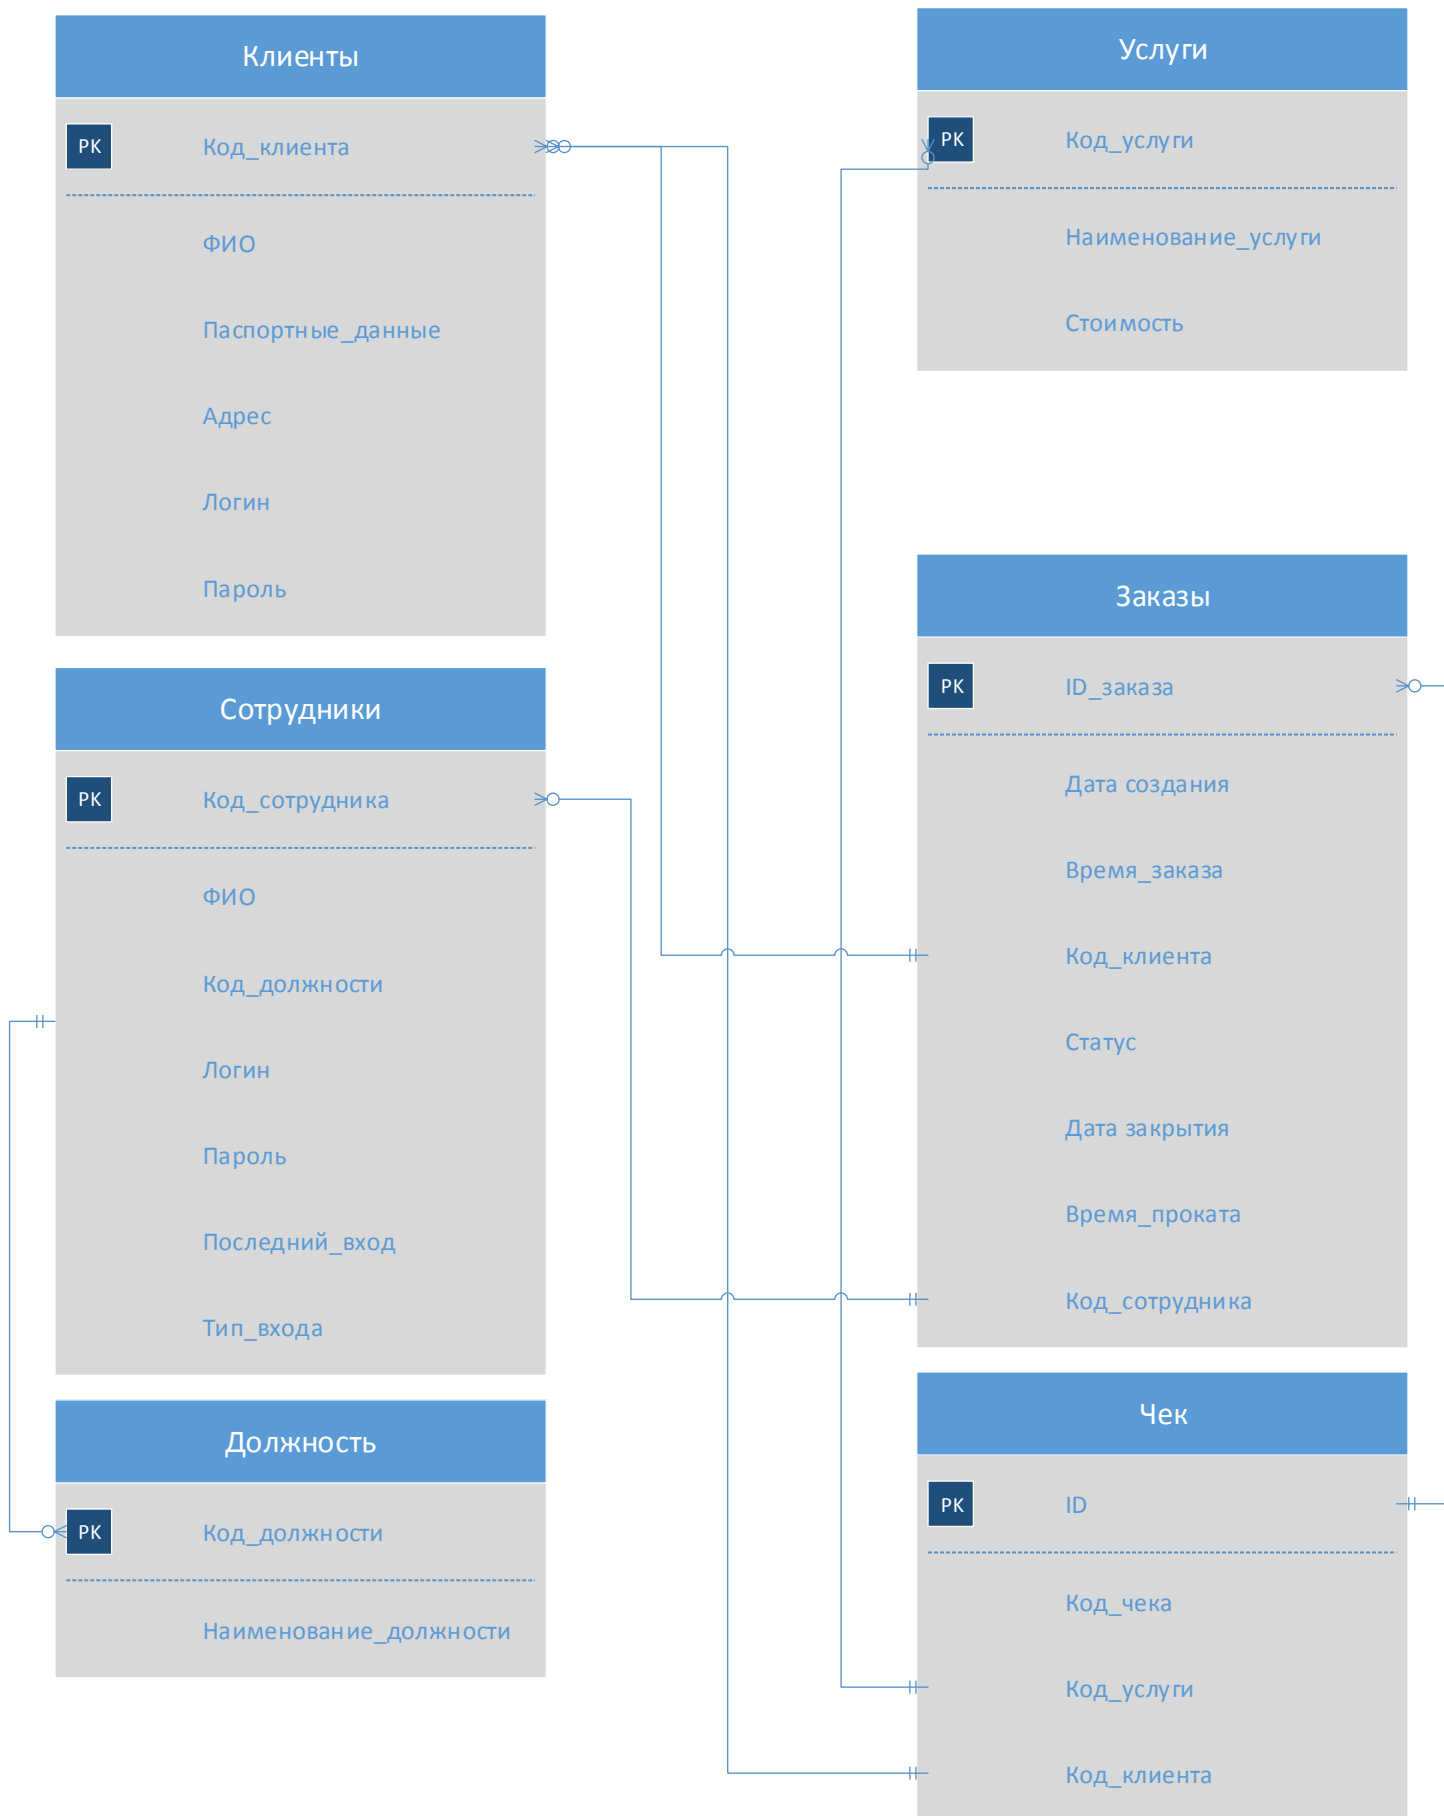 Клиенты
PK
Код_клиента
ФИО
Паспортные_данные
Адрес
Логин
Пароль
Услуги
PK
Код_услуги
Наименование_услуги
Стоимость
Сотрудники
PK
Код_сотрудника
ФИО
Код_должности
Логин
Пароль
Последний_вход
Тип_входа
Заказы
PK
ID_заказа
Дата создания
Время_заказа
Код_клиента
Статус
Дата закрытия
Время_проката
Код_сотрудника
Должность
PK
Код_должности
Наименование_должности
Чек
PK
ID
Код_чека
Код_услуги
Код_клиента